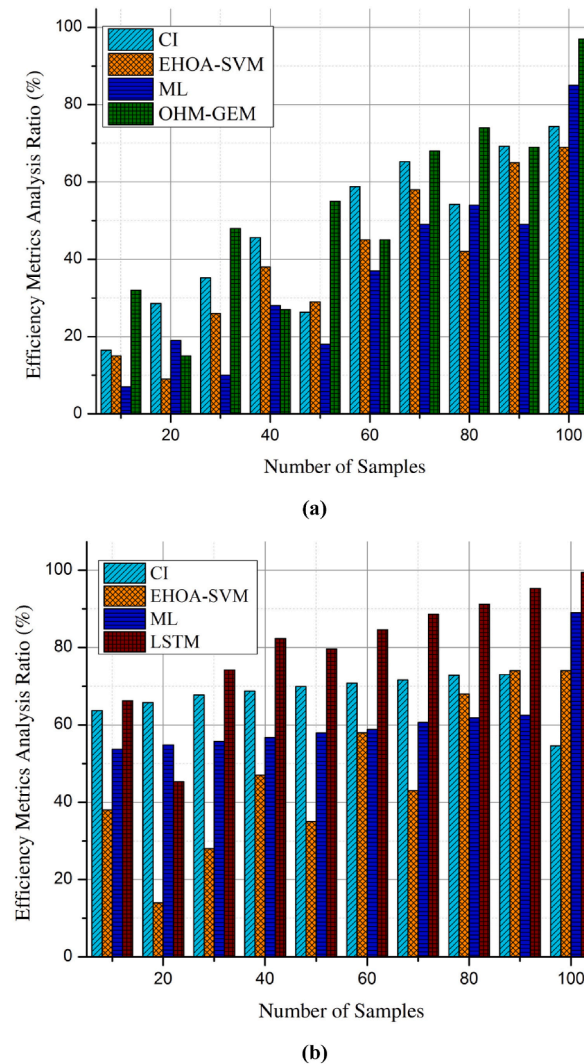 100
80
60
40
20
0
Efficiency Metrics Analysis Ratio (%)
CI
EHOA-SVM
ML
OHM-GEM
20 40 60 80 100
Number of Samples
(a)
100
80
60
40
20
0
Efficiency Metrics Analysis Ratio (%)
CI
EHOA-SVM
ML
LSTM
20 40 60 80 100
Number of Samples
(b)